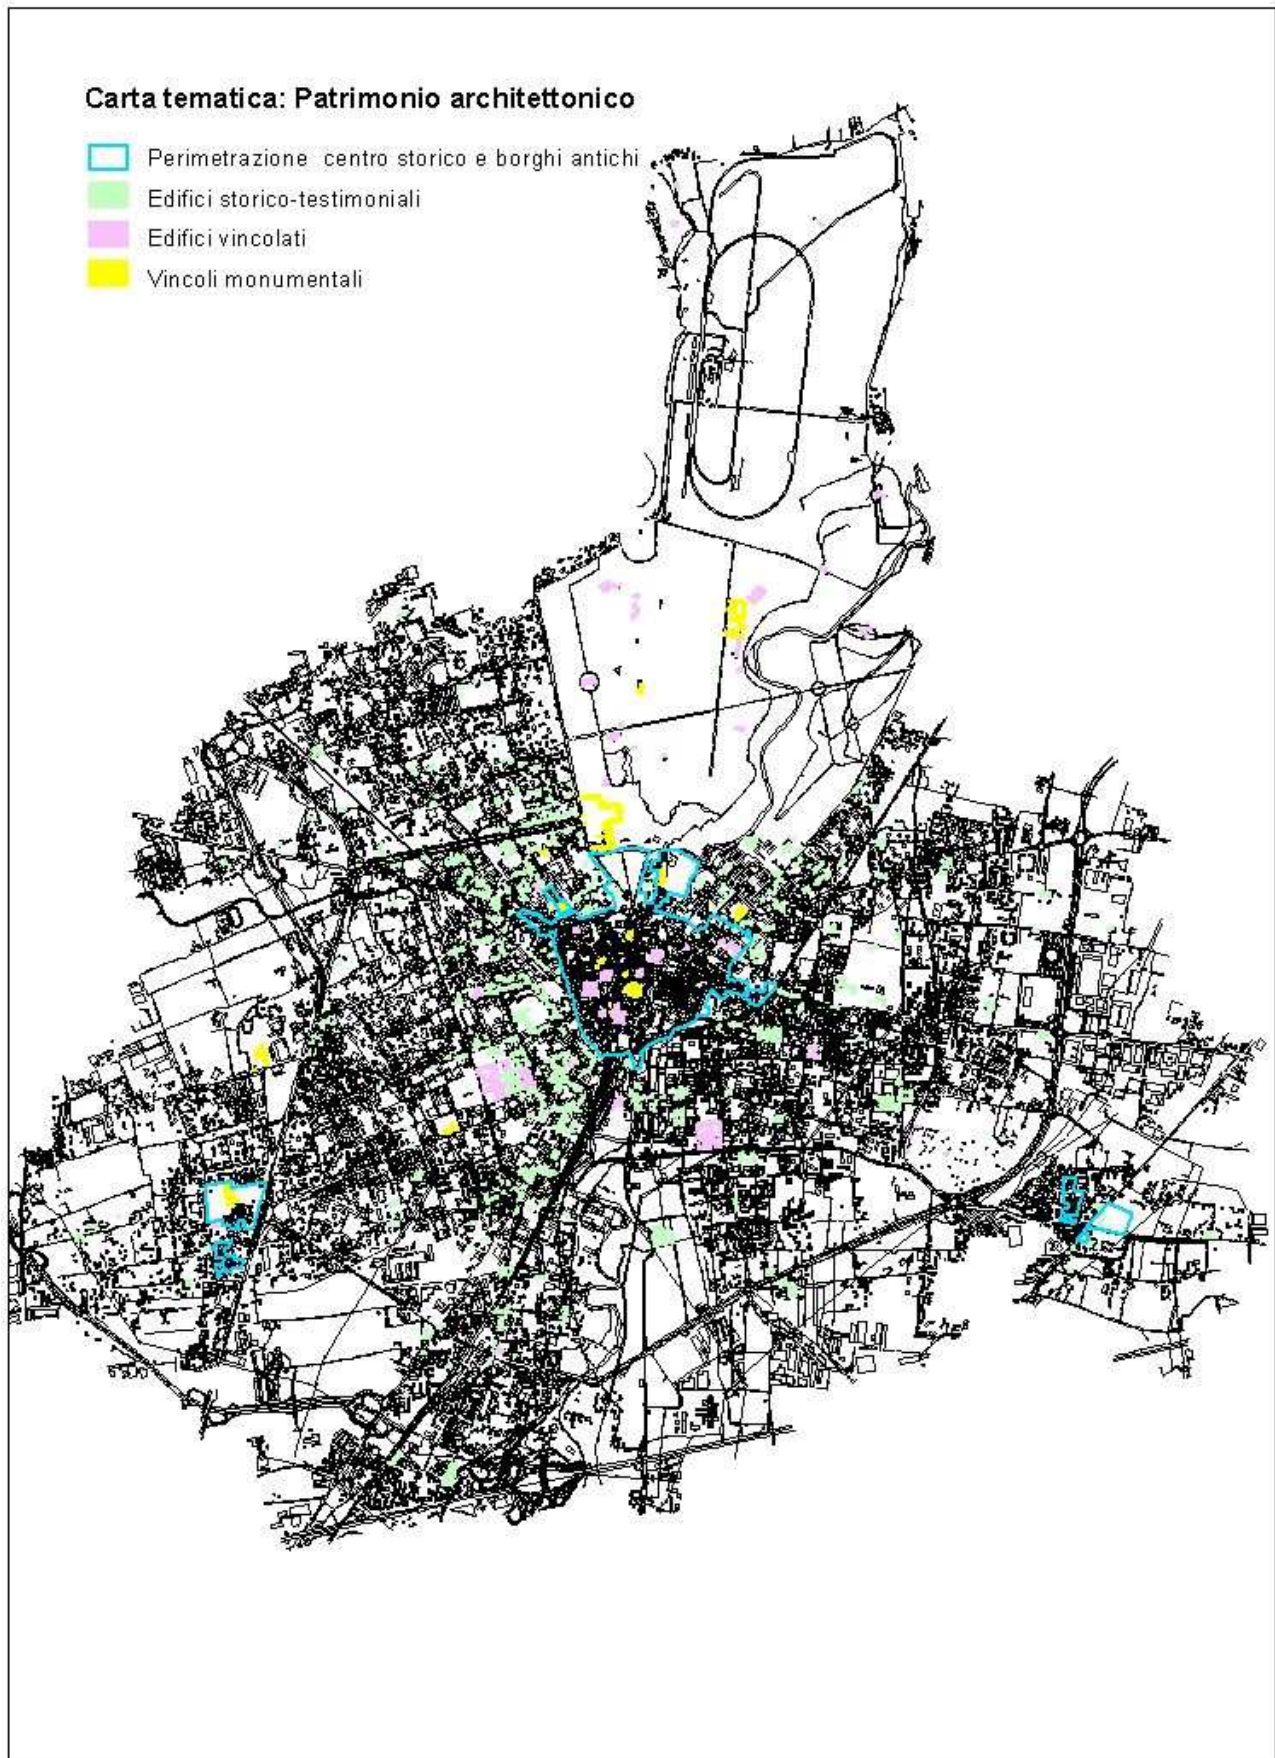 Carta tematica: Patrimonio architettonico
Perimetrazione centro storico e borghi antichi
Edifici storico-testimoniali
Edifici vincolati
Vincoli monumentali